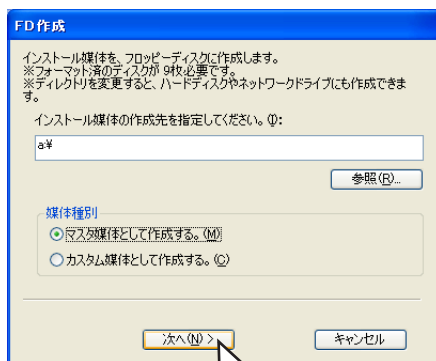 FD作成
インストール媒体を、フロッピーディスクに作成します。
※フォーマット済のディスクが 9枚必要です。
※ディレクトリを変更すると、ハードディスクやネットワークドライブにも作成できま
す。
インストール媒体の作成先を指定してください。(I):
a:¥
参照(R)...
媒体種別
マスタ媒体として作成する。(M)
カスタム媒体として作成する。(C)
次へ(N) >
キャンセル